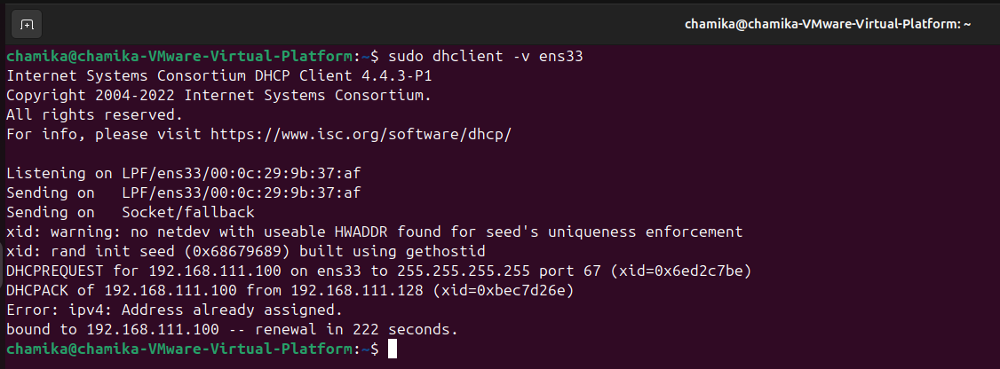 chamika@chamika-VMware-Virtual-Platform: ~
chamika@chamika-VMware-Virtual-Platform:~$ sudo dhclient -v ens33
Internet Systems Consortium DHCP Client 4.4.3-P1
Copyright 2004-2022 Internet Systems Consortium.
All rights reserved.
For info, please visit https://www.isc.org/software/dhcp/
Listening on LPF/ens33/00:0c:29:9b:37:af
Sending on   LPF/ens33/00:0c:29:9b:37:af
Sending on   Socket/fallback
xid: warning: no netdev with useable HWADDR found for seed's uniqueness enforcement
xid: rand init seed (0x68679689) built using gethostid
DHCPREQUEST for 192.168.111.100 on ens33 to 255.255.255.255 port 67 (xid=0x6ed2c7be)
DHCPACK of 192.168.111.100 from 192.168.111.128 (xid=0xbec7d26e)
Error: ipv4: Address already assigned.
bound to 192.168.111.100 -- renewal in 222 seconds.
chamika@chamika-VMware-Virtual-Platform:~$